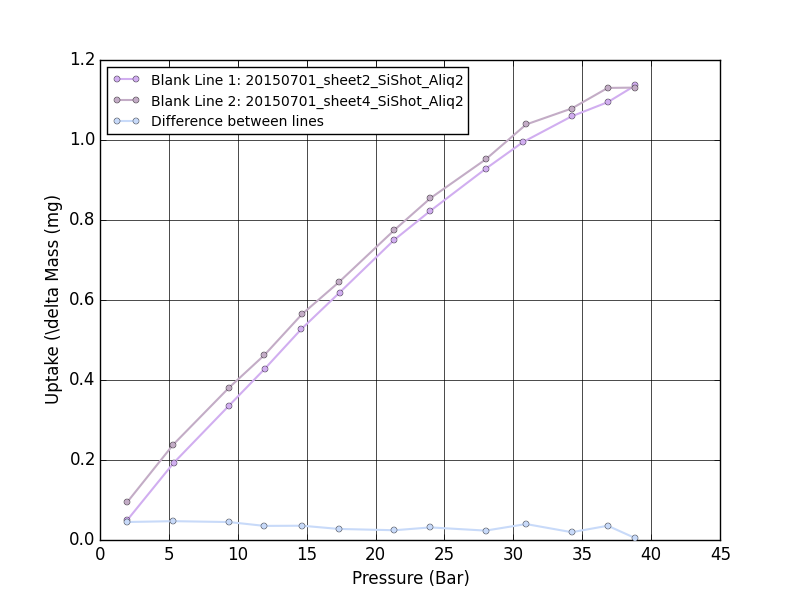 1.2
1.0
0.8
0.6
0.4
0.2
0.0
Uptake (\delta Mass (mg)
Blank Line 1: 20150701_sheet2_SiShot_Aliq2
Blank Line 2: 20150701_sheet4_SiShot_Aliq2
Difference between lines
0 5 10 15 20 25 30 35 40 45
Pressure (Bar)